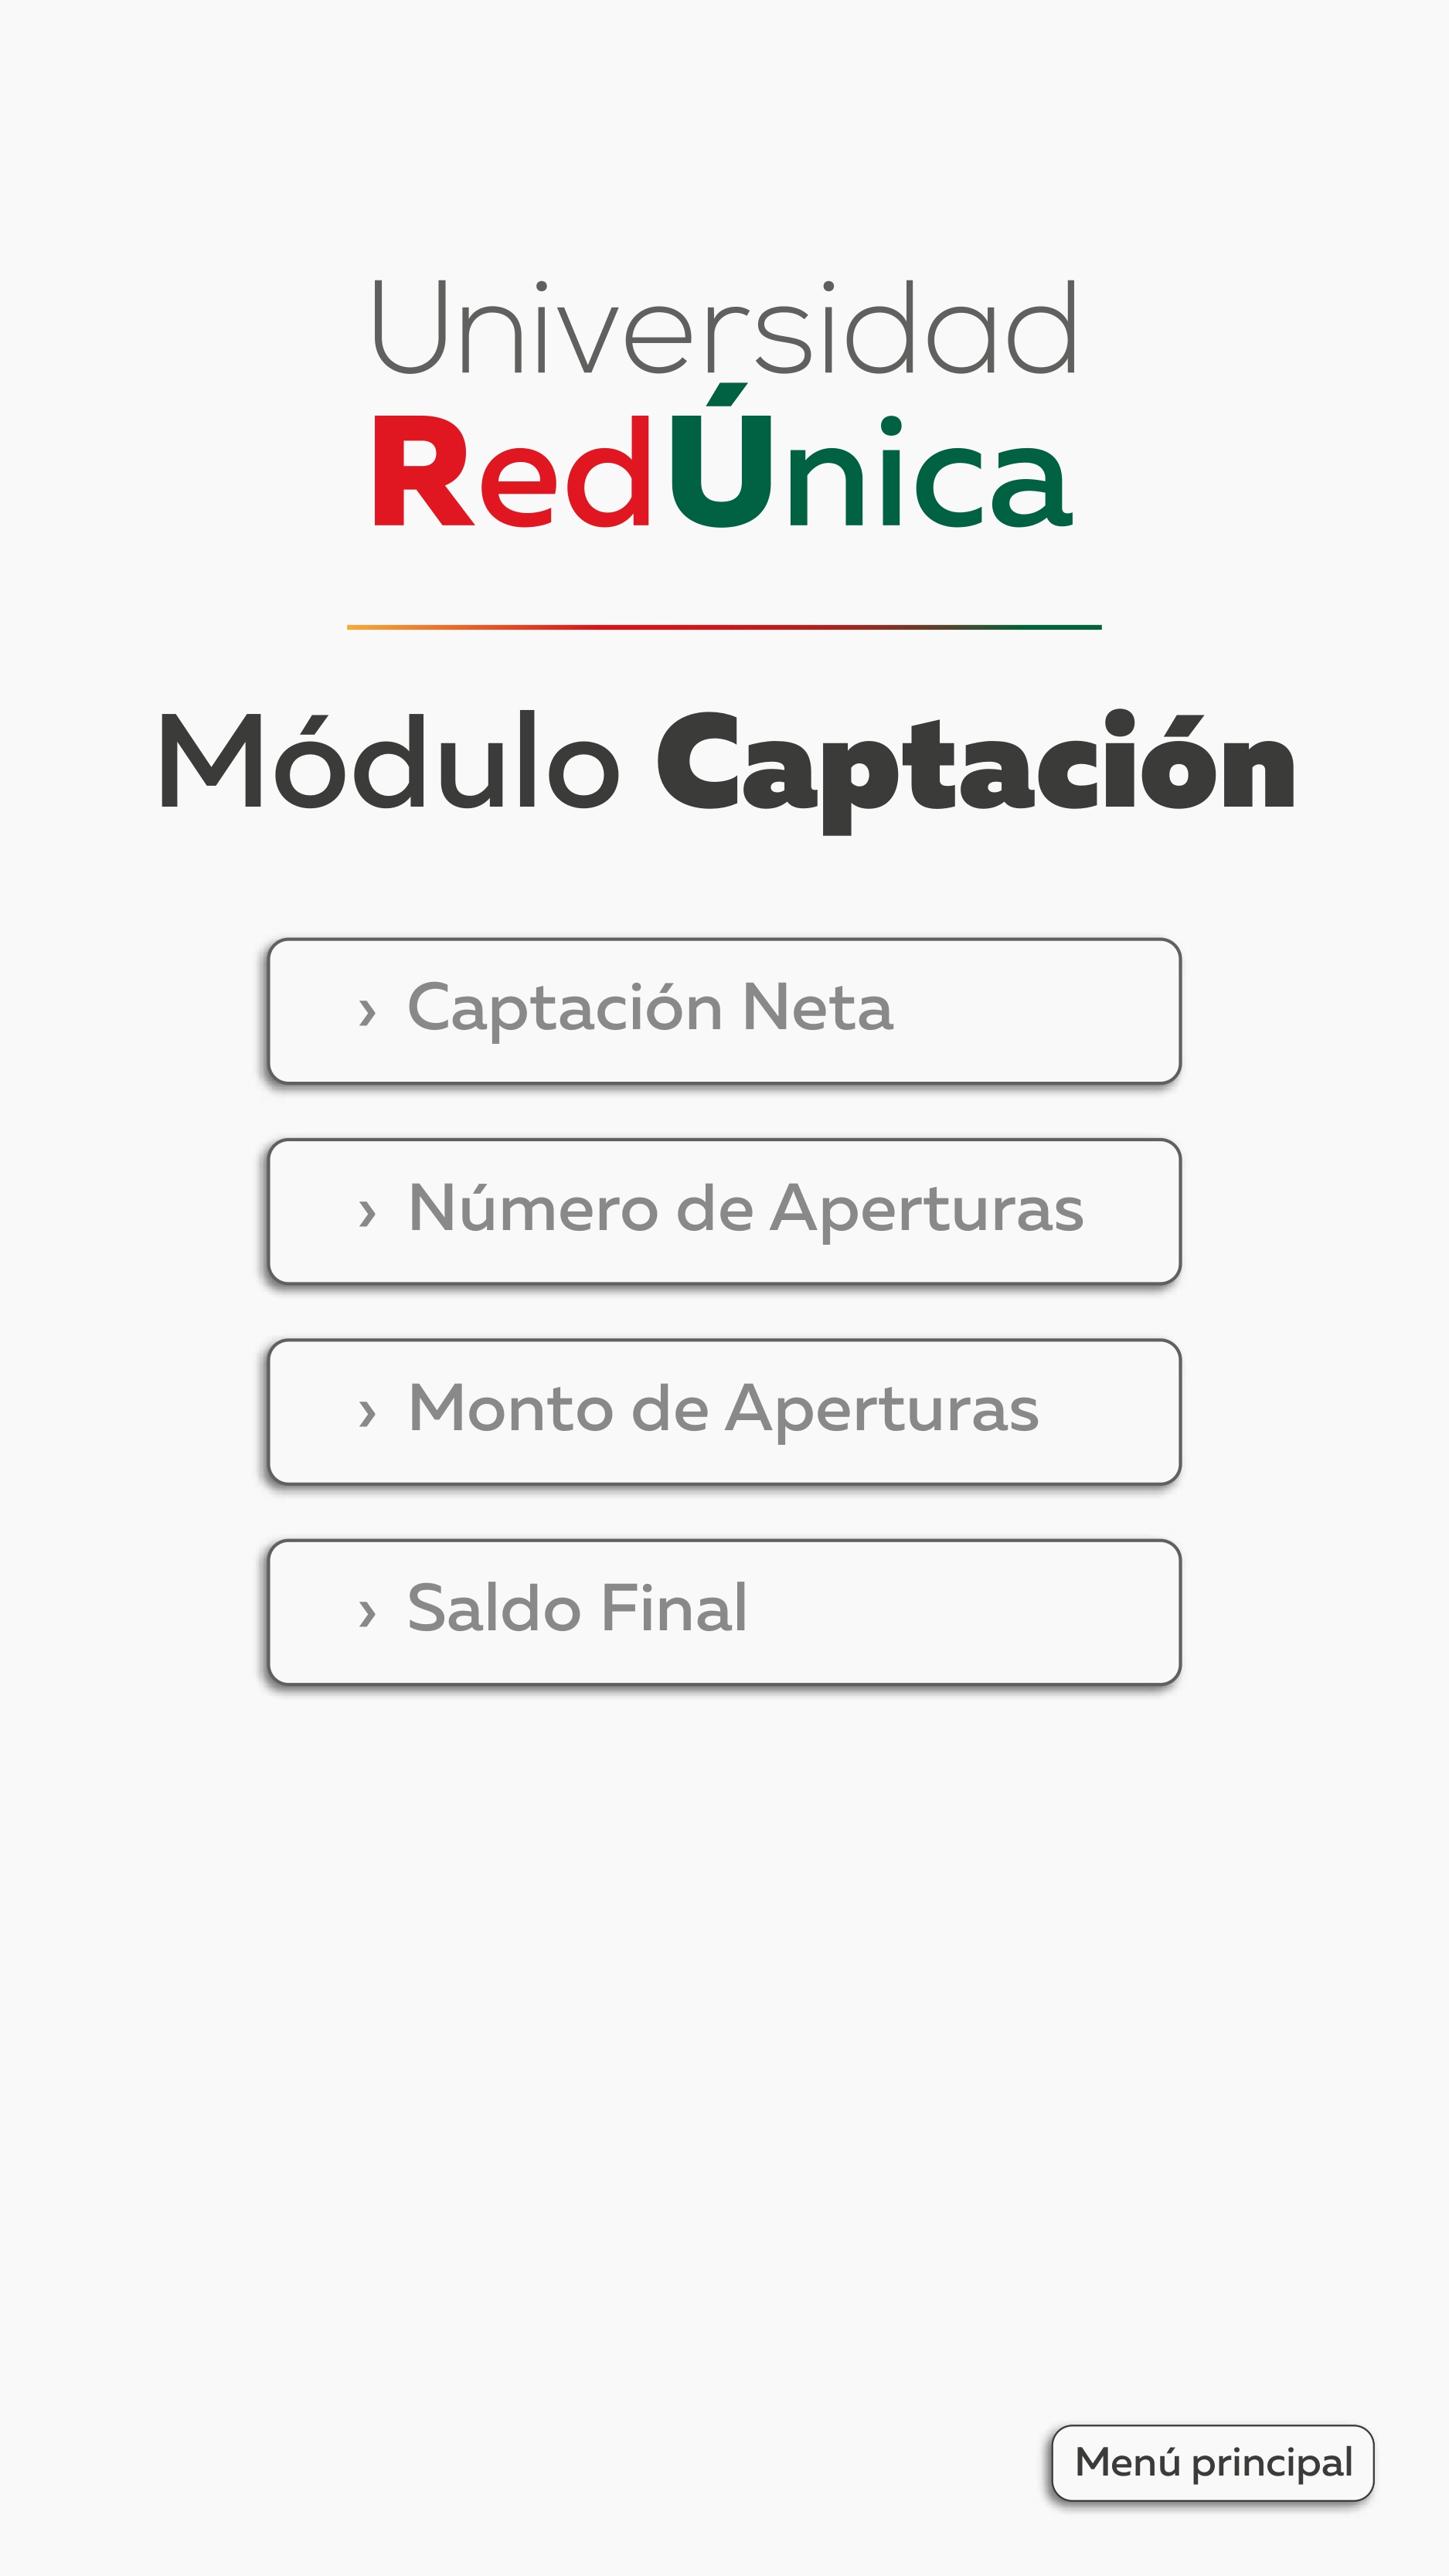 Universidad
RedÚnica
Módulo Captación
› Captación Neta
› Número de Aperturas
› Monto de Aperturas
› Saldo Final
Menú principal